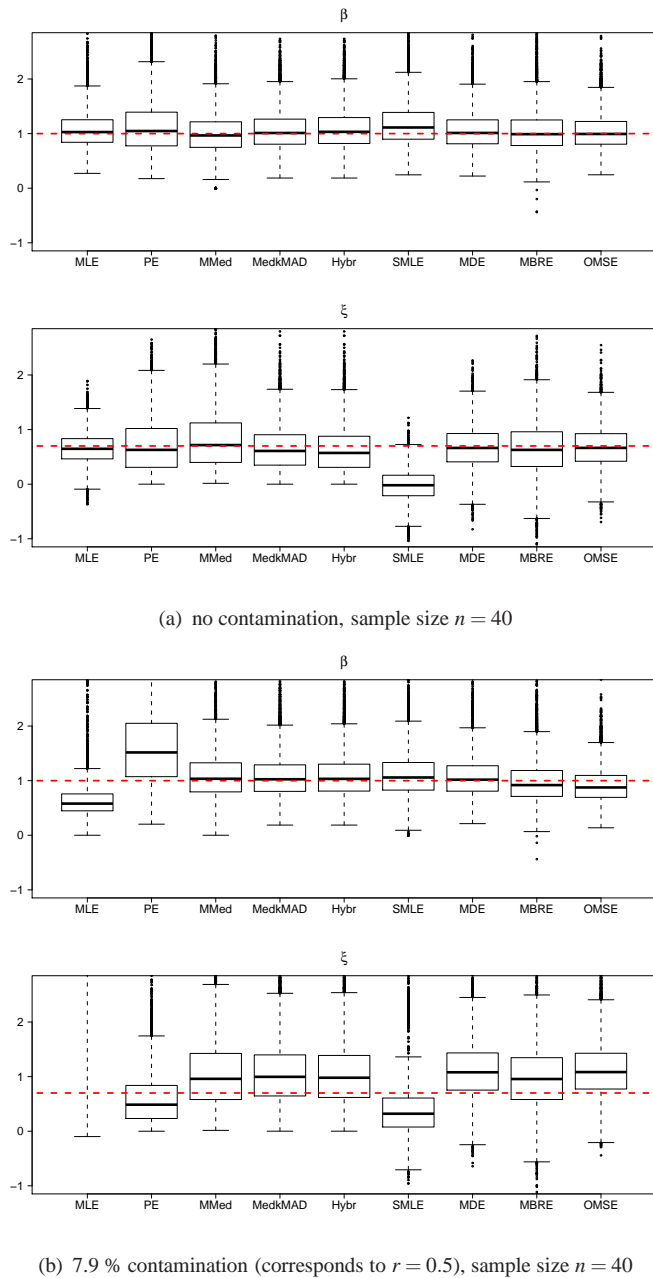 β
2
1
0
−1
MLE PE MMed MedkMAD Hybr SMLE MDE MBRE OMSE
ξ
2
1
0
−1
MLE PE MMed MedkMAD Hybr SMLE MDE MBRE OMSE
(a) no contamination, sample size n = 40
β
2
1
0
−1
MLE PE MMed MedkMAD Hybr SMLE MDE MBRE OMSE
ξ
2
1
0
−1
MLE PE MMed MedkMAD Hybr SMLE MDE MBRE OMSE
(b) 7.9 % contamination (corresponds to r = 0.5), sample size n = 40